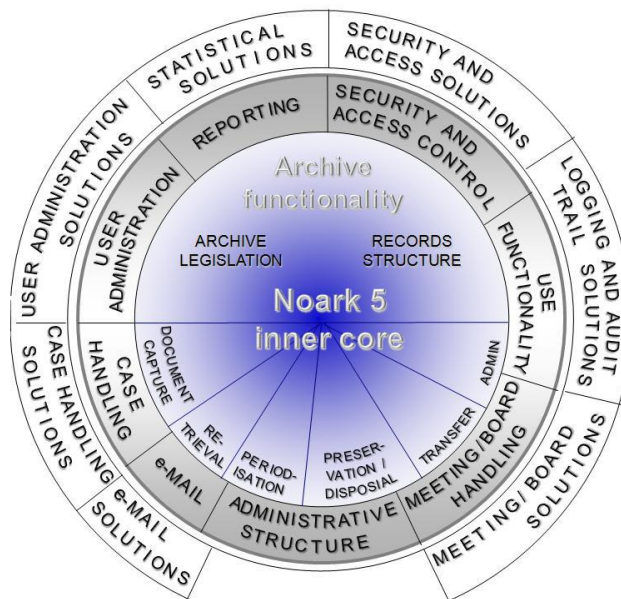 STATISTICAL
SOLUTIONS
SECURITY AND
ACCESS SOLUTIONS
LOGGING AND AUDIT
TRAIL SOLUTIONS
MEETING/BOARD
SOLUTIONS
e-MAIL
SOLUTIONS
CASE HANDLING
SOLUTIONS
USER ADMINISTRATION
SOLUTIONS
REPORTING
SECURITY AND
ACCESS CONTROL
USE
FUNCTIONALITY
MEETING/BOARD
HANDLING
ADMINISTRATIVE
STRUCTURE
e-MAIL
CASE
HANDLING
USER
ADMINISTRATION
Archive
functionality
ARCHIVE
LEGISLATION
RECORDS
STRUCTURE
Noark 5
inner core
DOCUMENT
CAPTURE
RE-
TRIEVAL
PERIOD-
ISATION
PRESER-
VATION /
DISPOSIAL
TRANSFER
ADMIN